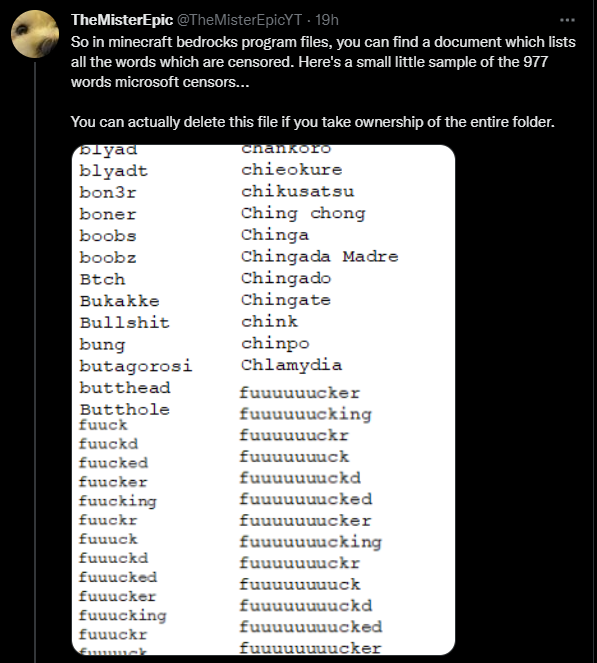 TheMisterEpic @TheMisterEpicYT · 19h
So in minecraft bedrocks program files, you can find a document which lists
all the words which are censored. Here's a small little sample of the 977
words microsoft censors...
You can actually delete this file if you take ownership of the entire folder.
blyad
blyadt
bon3r
boner
boobs
boobz
Btch
Bukakke
Bullshit
bung
butagorosi
butthead
Butthole
fuuck
fuuckd
fuucked
fuucker
fuucking
fuuckr
fuuuck
fuuuckd
fuuucked
fuuucker
fuuucking
fuuuckr
fuuuuck
chankoro
chieokure
chikusatsu
Ching chong
Chinga
Chingada Madre
Chingado
Chingate
chink
chinpo
Chlamydia
fuuuuuucker
fuuuuuucking
fuuuuuuckr
fuuuuuuuck
fuuuuuuuckd
fuuuuuuucked
fuuuuuuucker
fuuuuuuucking
fuuuuuuuckr
fuuuuuuuuck
fuuuuuuuuckd
fuuuuuuuucked
fuuuuuuuucker